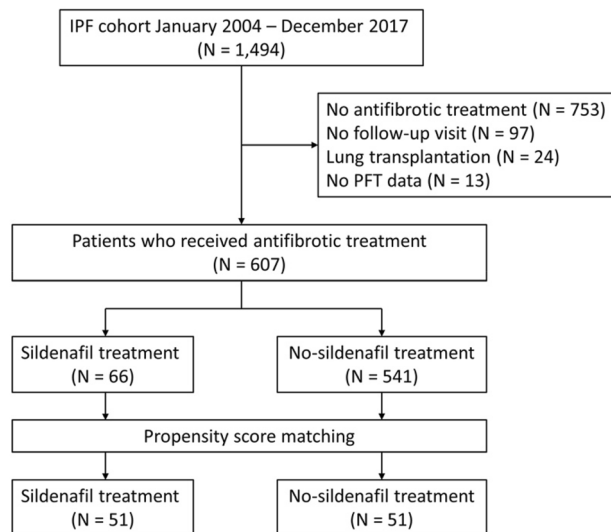 IPF cohort January 2004 – December 2017
(N = 1,494)
No antifibrotic treatment (N = 753)
No follow-up visit (N = 97)
Lung transplantation (N = 24)
No PFT data (N = 13)
Patients who received antifibrotic treatment
(N = 607)
Sildenafil treatment
(N = 66)
No-sildenafil treatment
(N = 541)
Propensity score matching
Sildenafil treatment
(N = 51)
No-sildenafil treatment
(N = 51)